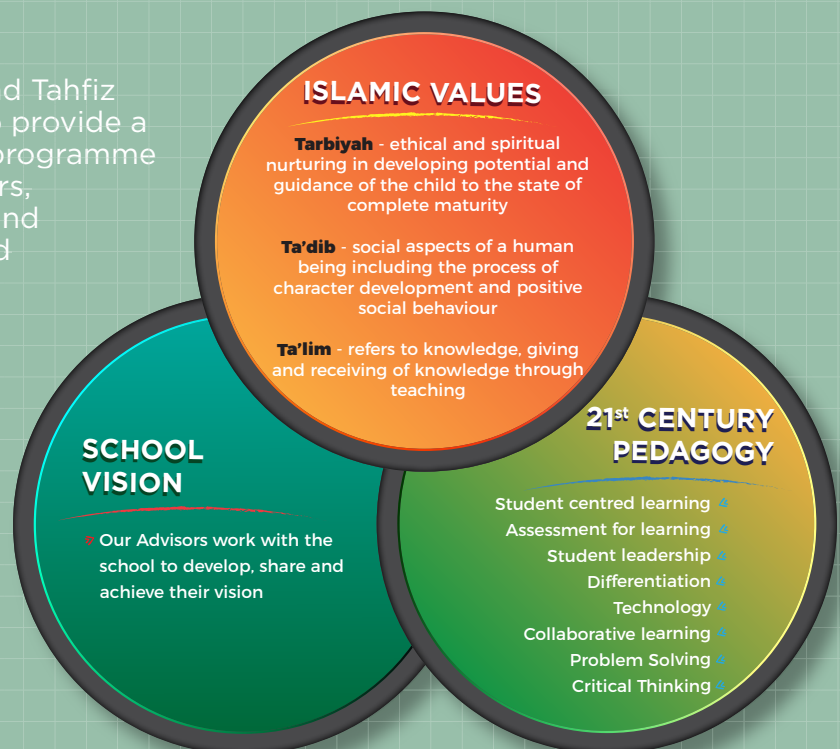 d Tahfiz
provide a
programme
rs,
nd
d
ISLAMIC VALUES
Tarbiyah - ethical and spiritual
nurturing in developing potential and
guidance of the child to the state of
complete maturity
Ta'dib - social aspects of a human
being including the process of
character development and positive
social behaviour
Ta'lim - refers to knowledge, giving
and receiving of knowledge through
teaching
SCHOOL
VISION
Our Advisors work with the
school to develop, share and
achieve their vision
21st CENTURY
PEDAGOGY
Student centred learning
Assessment for learning
Student leadership
Differentiation
Technology
Collaborative learning
Problem Solving
Critical Thinking